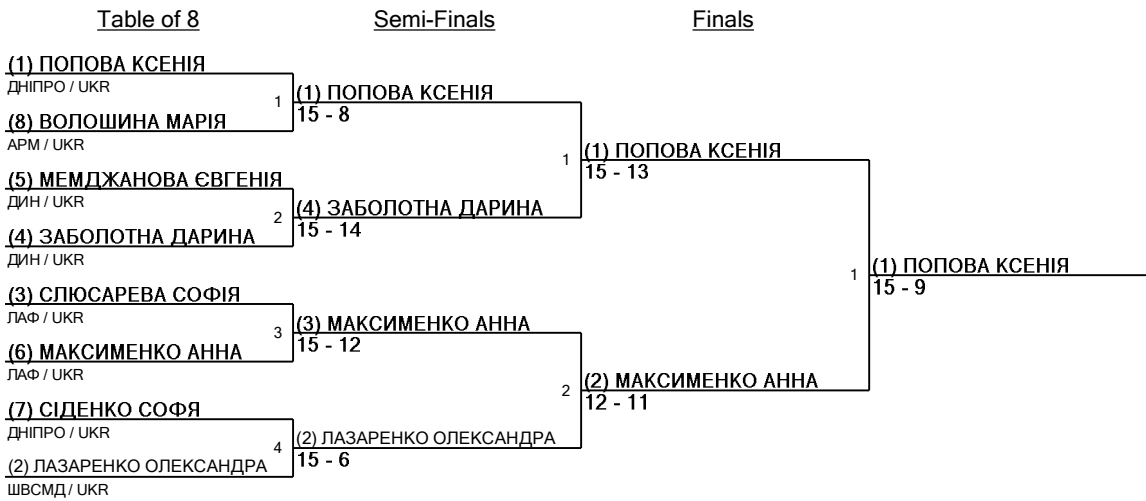 Table of 8
Semi-Finals
Finals
(1) ПОПОВА КСЕНІЯ
ДНІПРО / UKR
1
(1) ПОПОВА КСЕНІЯ
15 - 8
(8) ВОЛОШИНА МАРІЯ
АРМ / UKR
1
(1) ПОПОВА КСЕНІЯ
15 - 13
(5) МЕМДЖАНОВА ЄВГЕНІЯ
ДИН / UKR
2
(4) ЗАБОЛОТНА ДАРИНА
15 - 14
(4) ЗАБОЛОТНА ДАРИНА
ДИН / UKR
1
(1) ПОПОВА КСЕНІЯ
15 - 9
(3) СЛЮСАРЕВА СОФІЯ
ЛАФ / UKR
3
(3) МАКСИМЕНКО АННА
15 - 12
(6) МАКСИМЕНКО АННА
ЛАФ / UKR
2
(2) МАКСИМЕНКО АННА
12 - 11
(7) СІДЕНКО СОФЯ
ДНІПРО / UKR
4
(2) ЛАЗАРЕНКО ОЛЕКСАНДРА
15 - 6
(2) ЛАЗАРЕНКО ОЛЕКСАНДРА
ШВСМД / UKR